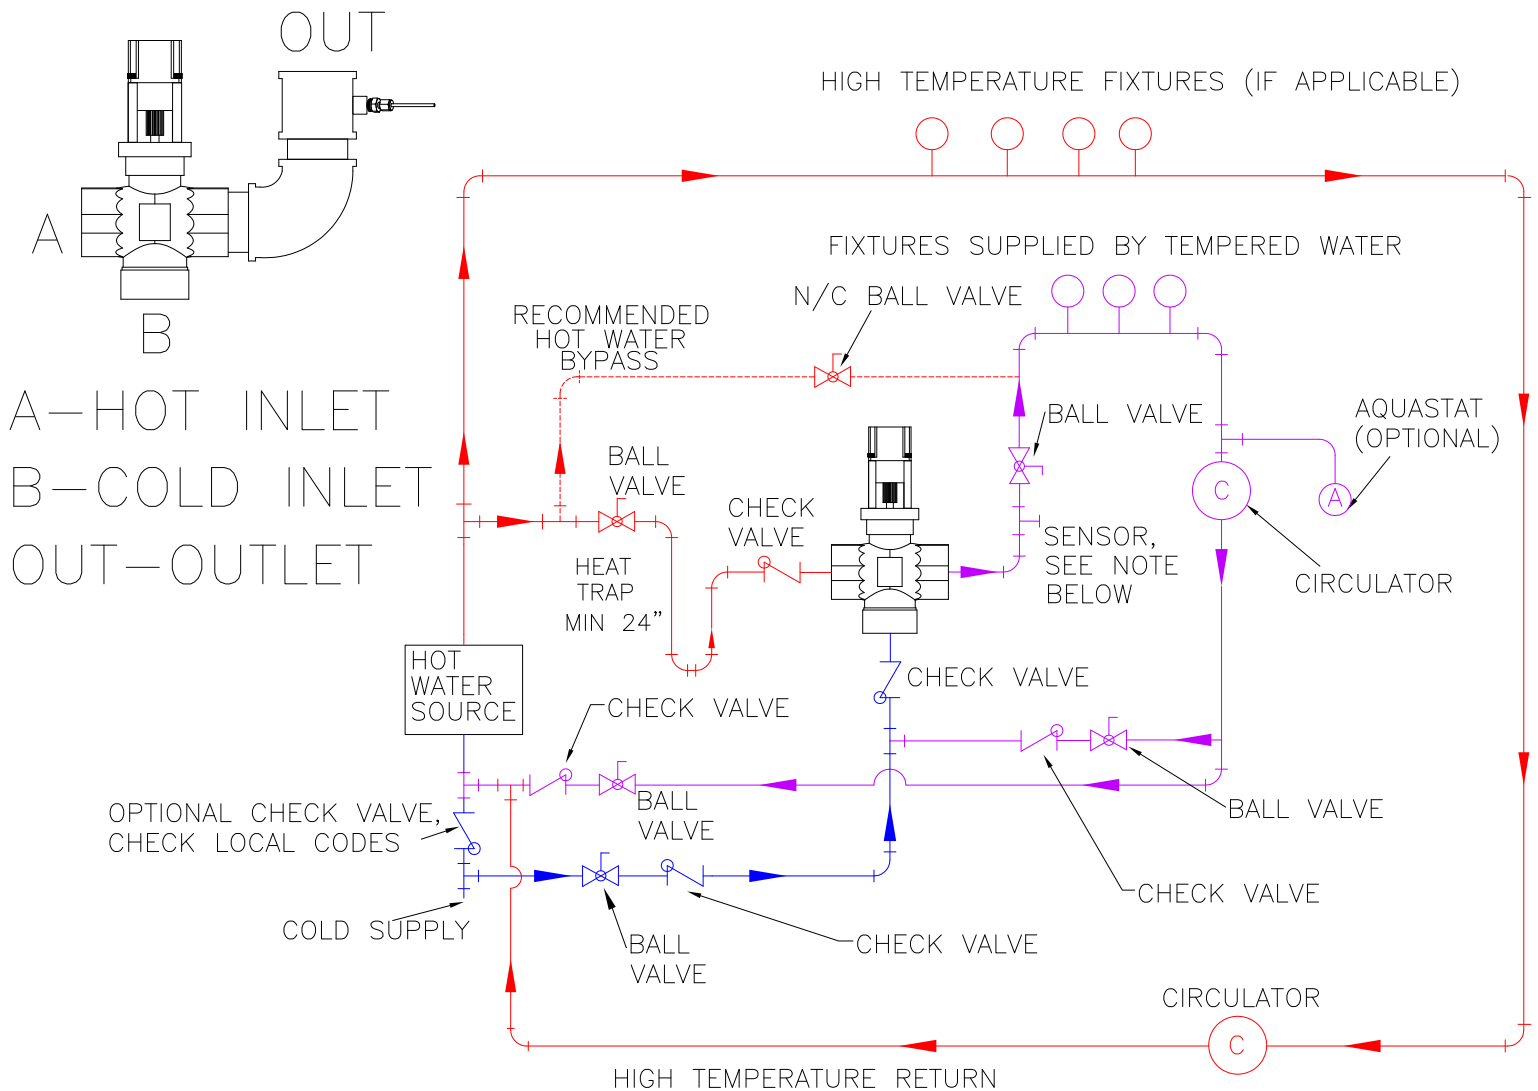 OUT
A
B
A-HOT INLET
B-COLD INLET
OUT-OUTLET
HIGH TEMPERATURE FIXTURES (IF APPLICABLE)
FIXTURES SUPPLIED BY TEMPERED WATER
N/C BALL VALVE
RECOMMENDED
HOT WATER
BYPASS
BALL VALVE
AQUASTAT
(OPTIONAL)
A
C
CIRCULATOR
BALL
VALVE
CHECK
VALVE
SENSOR,
SEE NOTE
BELOW
HEAT
TRAP
MIN 24”
HOT
WATER
SOURCE
CHECK VALVE
CHECK VALVE
BALL
VALVE
BALL VALVE
OPTIONAL CHECK VALVE,
CHECK LOCAL CODES
CHECK VALVE
COLD SUPPLY
BALL
VALVE
CHECK VALVE
CIRCULATOR
C
HIGH TEMPERATURE RETURN